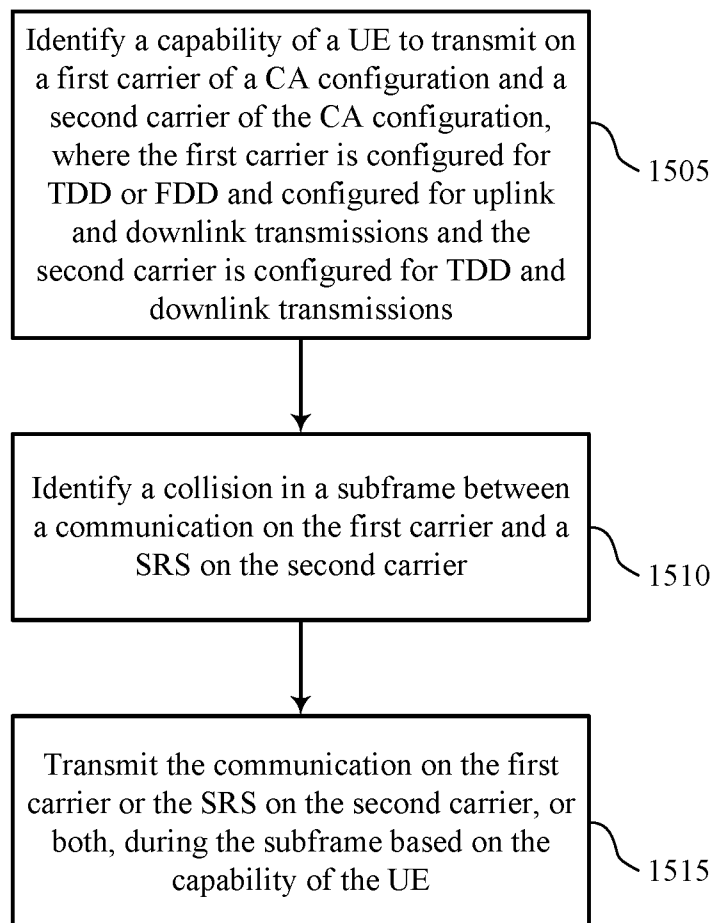 Identify a capability of a UE to transmit on
a first carrier of a CA configuration and a
second carrier of the CA configuration,
where the first carrier is configured for
TDD or FDD and configured for uplink
and downlink transmissions and the
second carrier is configured for TDD and
downlink transmissions
1505
Identify a collision in a subframe between
a communication on the first carrier and a
SRS on the second carrier
1510
Transmit the communication on the first
carrier or the SRS on the second carrier, or
both, during the subframe based on the
capability of the UE
1515